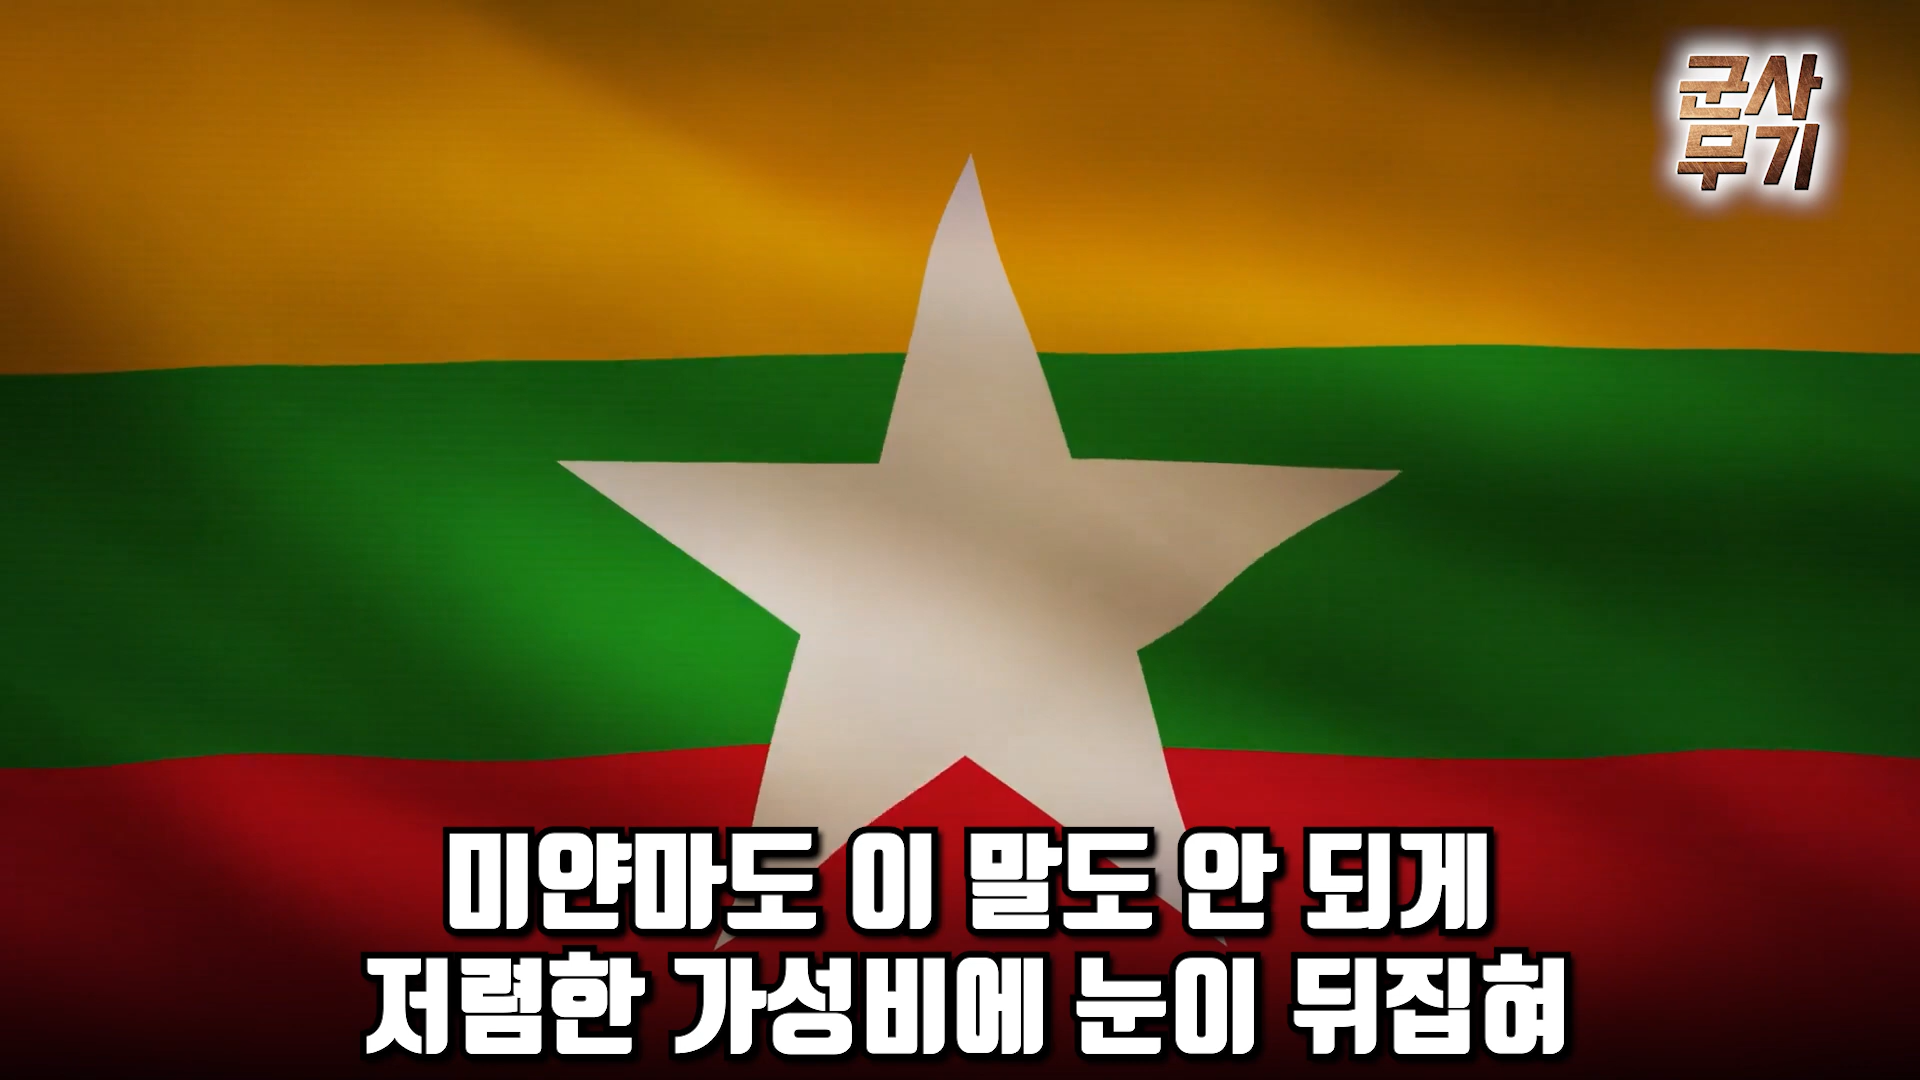 군사
무기
미얀마도 이 말도 안 되게
저렴한 가성비에 눈이 뒤집혀